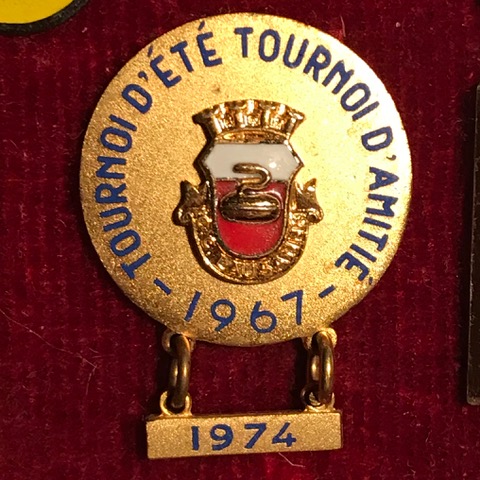 TOURNOI D'ÉTÉ TOURNOI D'AMITIÉ
- 1967 -
1974